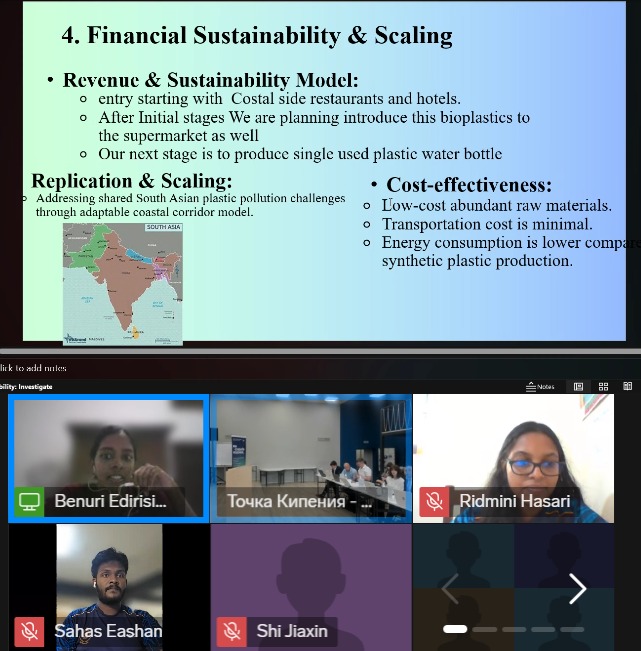 4. Financial Sustainability & Scaling
• Revenue & Sustainability Model:
entry starting with Costal side restaurants and hotels.
After Initial stages We are planning introduce this bioplastics to
the supermarket as well
Our next stage is to produce single used plastic water bottle
Replication & Scaling:
Addressing shared South Asian plastic pollution challenges
through adaptable coastal corridor model.
• Cost-effectiveness:
Low-cost abundant raw materials.
Transportation cost is minimal.
Energy consumption is lower compare
synthetic plastic production.
SOUTH ASIA
lick to add notes
bility: Investigate
Notes
Benuri Edirisi...
Точка Кипения - ...
Ridmini Hasari
Sahas Eashan
Shi Jiaxin